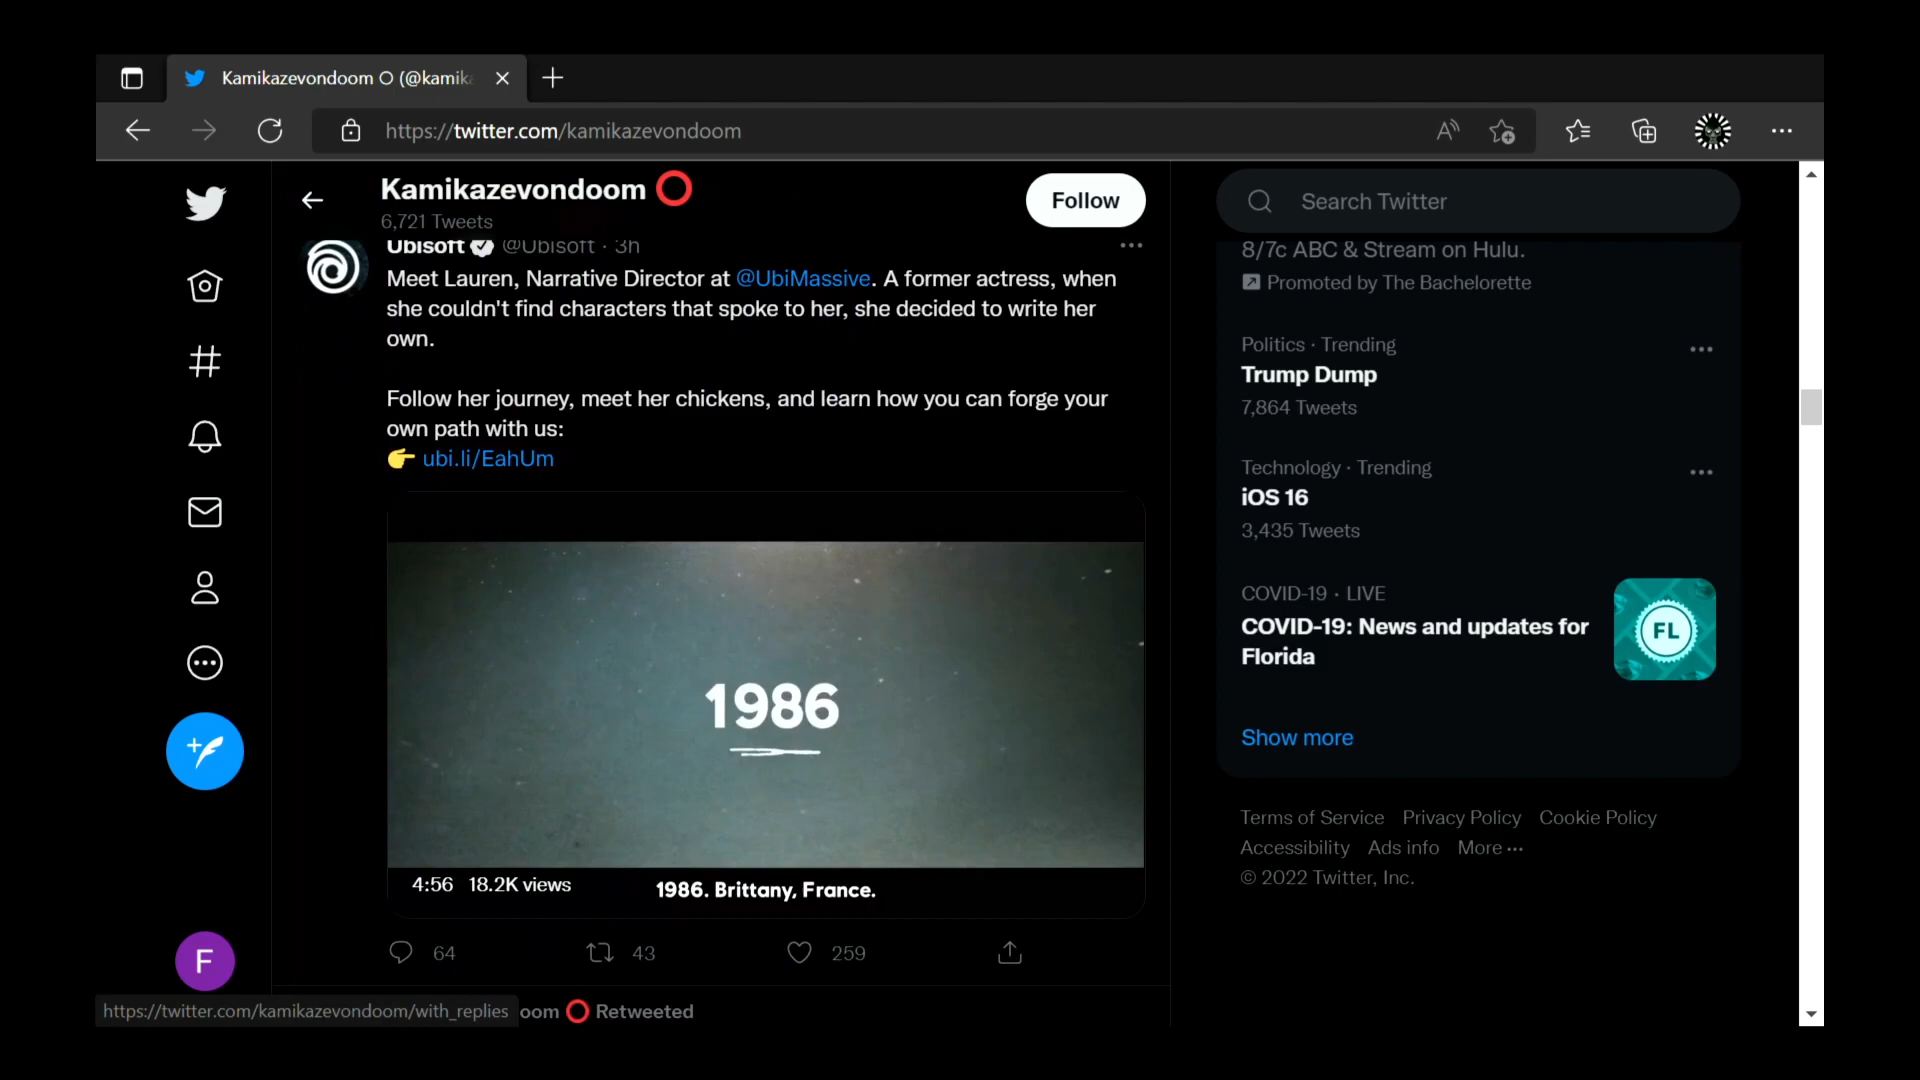 Kamikazevondoom O (@kamika
https://twitter.com/kamikazevondoom
Kamikazevondoom ⭕
6,721 Tweets
Follow
Ubisoft @Ubisoft · 3h
Meet Lauren, Narrative Director at @UbiMassive. A former actress, when
she couldn't find characters that spoke to her, she decided to write her
own.
Follow her journey, meet her chickens, and learn how you can forge your
own path with us:
👉 ubi.li/EahUm
1986
4:56 18.2K views
1986. Brittany, France.
64 43 259
https://twitter.com/kamikazevondoom/with_replies
oom ⭕ Retweeted
F
Search Twitter
8/7c ABC & Stream on Hulu.
Promoted by The Bachelorette
Politics · Trending
Trump Dump
7,864 Tweets
Technology · Trending
iOS 16
3,435 Tweets
COVID-19 · LIVE
COVID-19: News and updates for
Florida
FL
Show more
Terms of Service Privacy Policy Cookie Policy
Accessibility Ads info More ···
© 2022 Twitter, Inc.